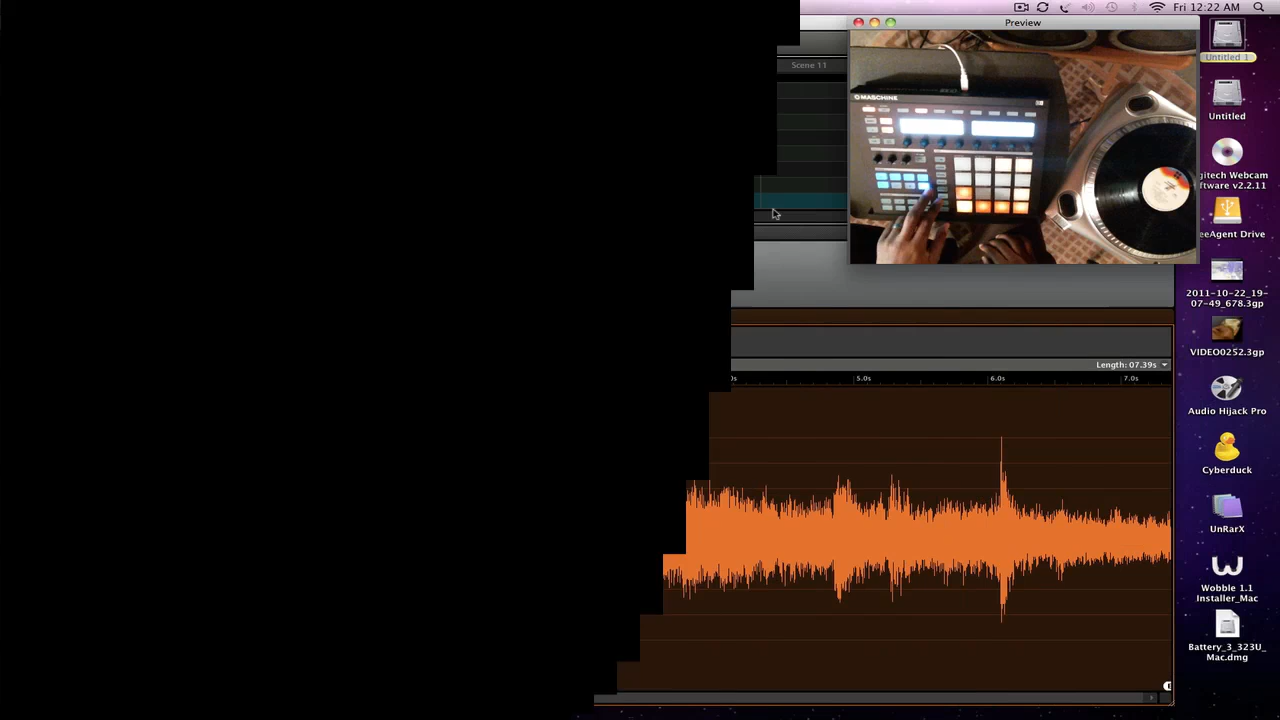 Fri 12:22 AM
Preview
Scene 11
MASCHINE
Untitled 1
Untitled
gitech Webcam
ftware v2.2.11
eeAgent Drive
2011-10-22_19-
07-49_678.3gp
VIDEO0252.3gp
Length: 07.39s
5.0s
6.0s
7.0s
Audio Hijack Pro
Cyberduck
UnRarX
Wobble 1.1
Installer_Mac
Battery_3_323U_
Mac.dmg